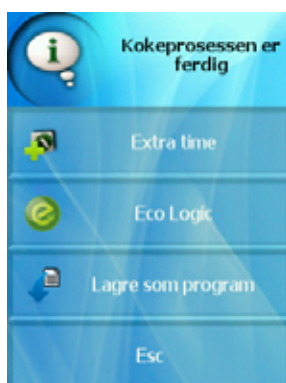 Kokeprosessen er
ferdig
Extra time
Eco Logic
Lagre som program
Esc